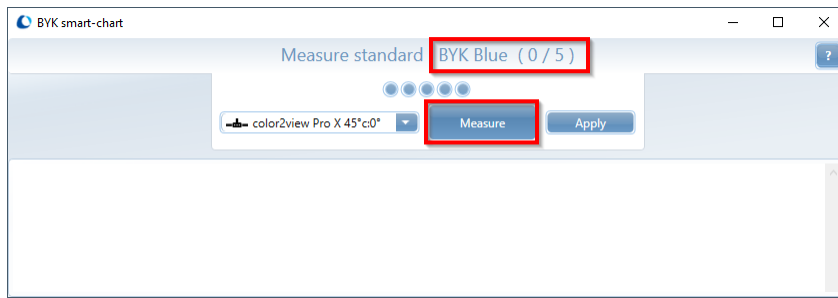 BYK smart-chart
Measure standard BYK Blue ( 0 / 5 )
?
color2view Pro X 45°c:0° Measure Apply